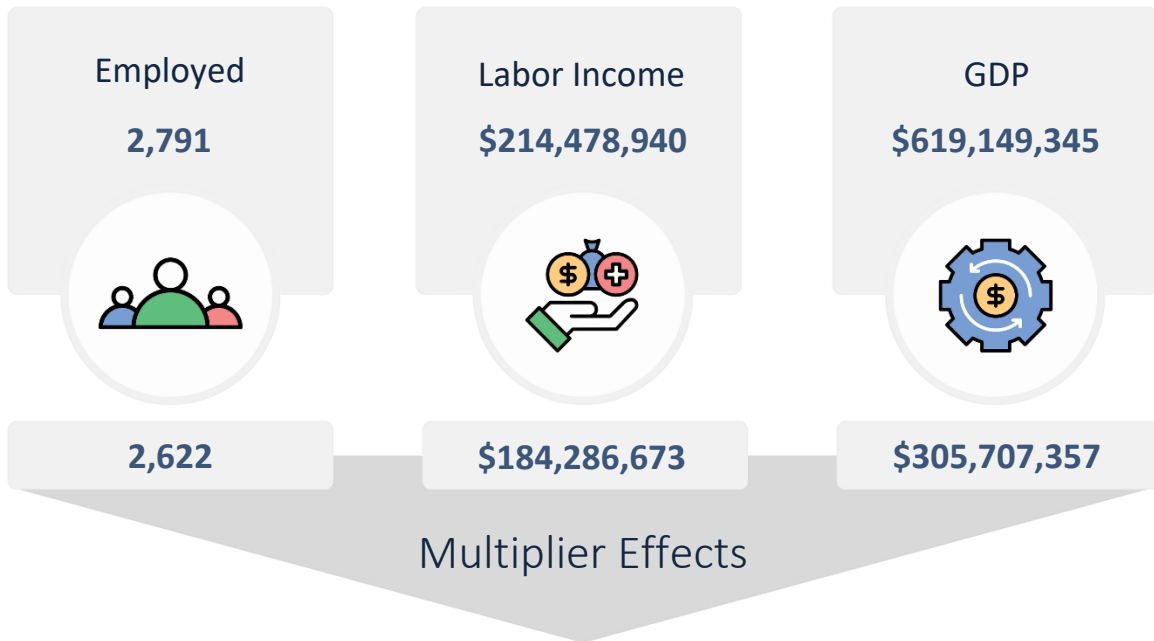 Employed
2,791
Labor Income
$214,478,940
GDP
$619,149,345
2,622
$184,286,673
$305,707,357
Multiplier Effects